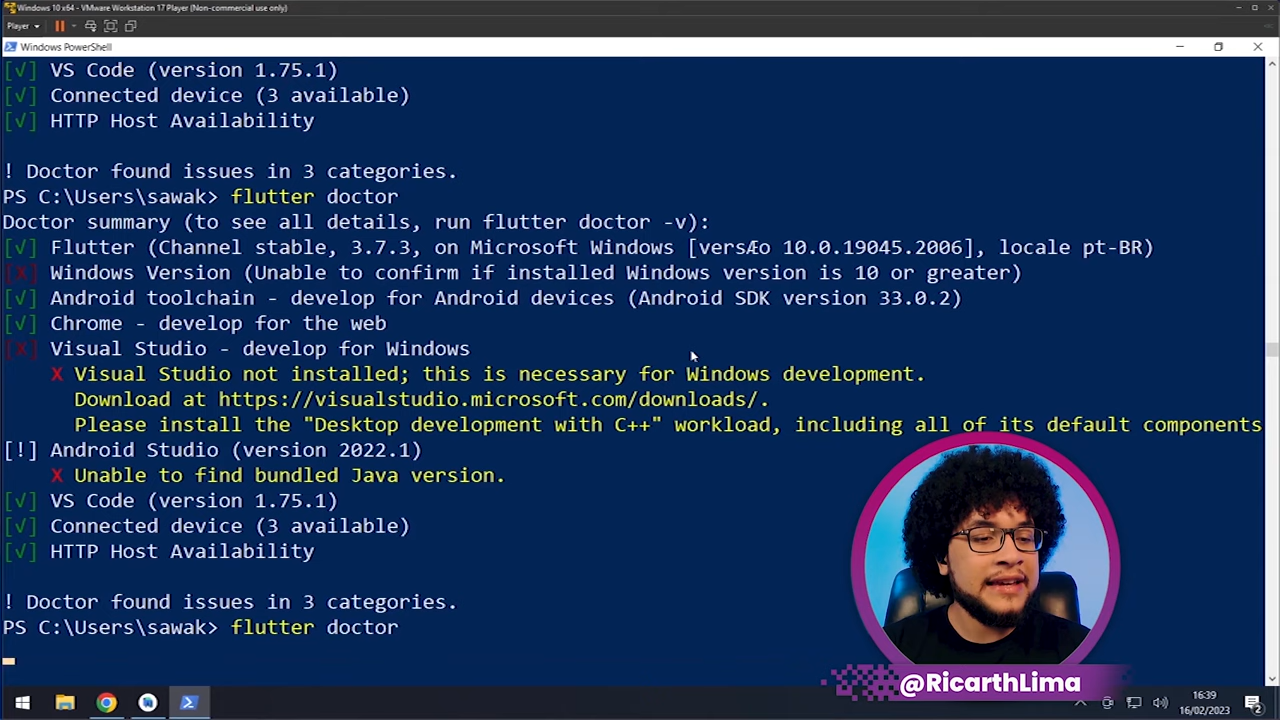 Windows 10 x64 - VMware Workstation 17 Player (Non-commercial use only)
Player
Windows PowerShell
[√] VS Code (version 1.75.1)
[√] Connected device (3 available)
[√] HTTP Host Availability
! Doctor found issues in 3 categories.
PS C:\Users\sawak> flutter doctor
Doctor summary (to see all details, run flutter doctor -v):
[√] Flutter (Channel stable, 3.7.3, on Microsoft Windows [versÆo 10.0.19045.2006], locale pt-BR)
[X] Windows Version (Unable to confirm if installed Windows version is 10 or greater)
[√] Android toolchain - develop for Android devices (Android SDK version 33.0.2)
[√] Chrome - develop for the web
[X] Visual Studio - develop for Windows
X Visual Studio not installed; this is necessary for Windows development.
Download at https://visualstudio.microsoft.com/downloads/.
Please install the "Desktop development with C++" workload, including all of its default components
[!] Android Studio (version 2022.1)
X Unable to find bundled Java version.
[√] VS Code (version 1.75.1)
[√] Connected device (3 available)
[√] HTTP Host Availability
! Doctor found issues in 3 categories.
PS C:\Users\sawak> flutter doctor
@RicarthLima
16:39
16/02/2023
2